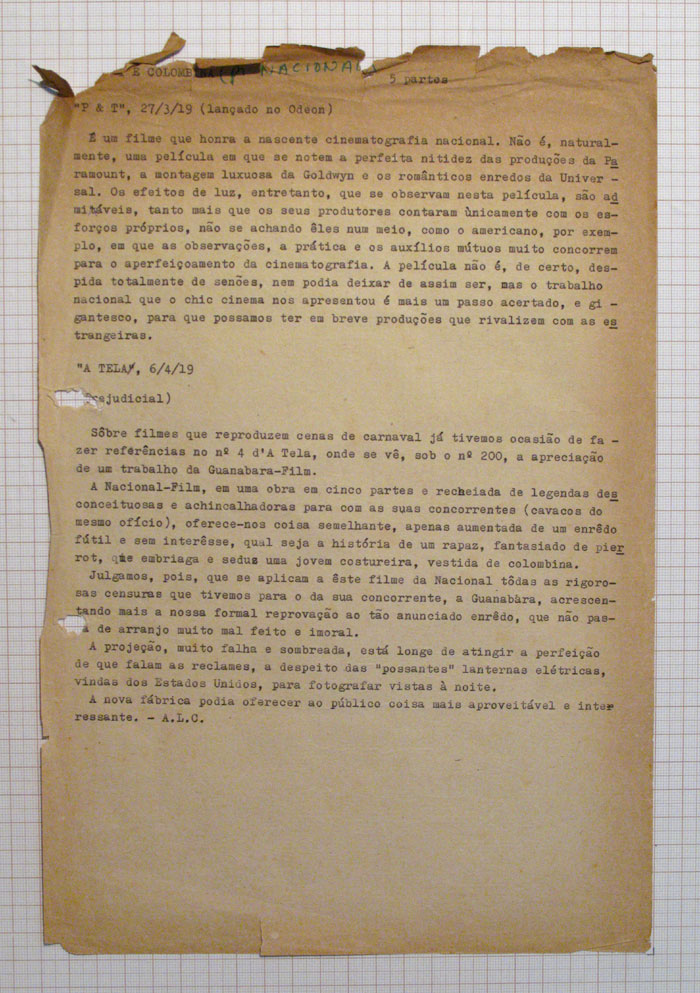 E COLOMBINA (P NACIONAL
5 partes
"P & T", 27/3/19 (lançado no Odeon)
É um filme que honra a nascente cinematografia nacional. Não é, natural-
mente, uma película em que se notem a perfeita nitidez das produções da Pa
ramount, a montagem luxuosa da Goldwyn e os românticos enredos da Univer -
sal. Os efeitos de luz, entretanto, que se observam nesta película, são ad
mitáveis, tanto mais que os seus produtores contaram ùnicamente com os es-
forços próprios, não se achando êles num meio, como o americano, por exem-
plo, em que as observações, a prática e os auxílios mútuos muito concorrem
para o aperfeiçoamento da cinematografia. A película não é, de certo, des-
pida totalmente de senões, nem podia deixar de assim ser, mas o trabalho
nacional que o chic cinema nos apresentou é mais um passo acertado, e gi -
gantesco, para que possamos ter em breve produções que rivalizem com as es
trangeiras.
"A TELA", 6/4/19
rejudicial)
Sôbre filmes que reproduzem cenas de carnaval já tivemos ocasião de fa -
zer referências no nº 4 d'A Tela, onde se vê, sob o nº 200, a apreciação
de um trabalho da Guanabara-Film.
A Nacional-Film, em uma obra em cinco partes e recheiada de legendas des
conceituosas e achincalhadoras para com as suas concorrentes (cavacos do
mesmo ofício), oferece-nos coisa semelhante, apenas aumentada de um enrêdo
fútil e sem interêsse, qual seja a história de um rapaz, fantasiado de pier
rot, que embriaga e sedus uma jovem costureira, vestida de colombina.
Julgamos, pois, que se aplicam a êste filme da Nacional tôdas as rigoro-
sas censuras que tivemos para o da sua concorrente, a Guanabàra, acrescen-
tando mais a nossa formal reprovação ao tão anunciado enrêdo, que não pas-
a de arranjo muito mal feito e imoral.
A projeção, muito falha e sombreada, está longe de atingir a perfeição
de que falam as reclames, a despeito das "possantes" lanternas elétricas,
vindas dos Estados Unidos, para fotografar vistas à noite.
A nova fábrica podia oferecer ao público coisa mais aproveitável e inter
ressante. - A.L.C.